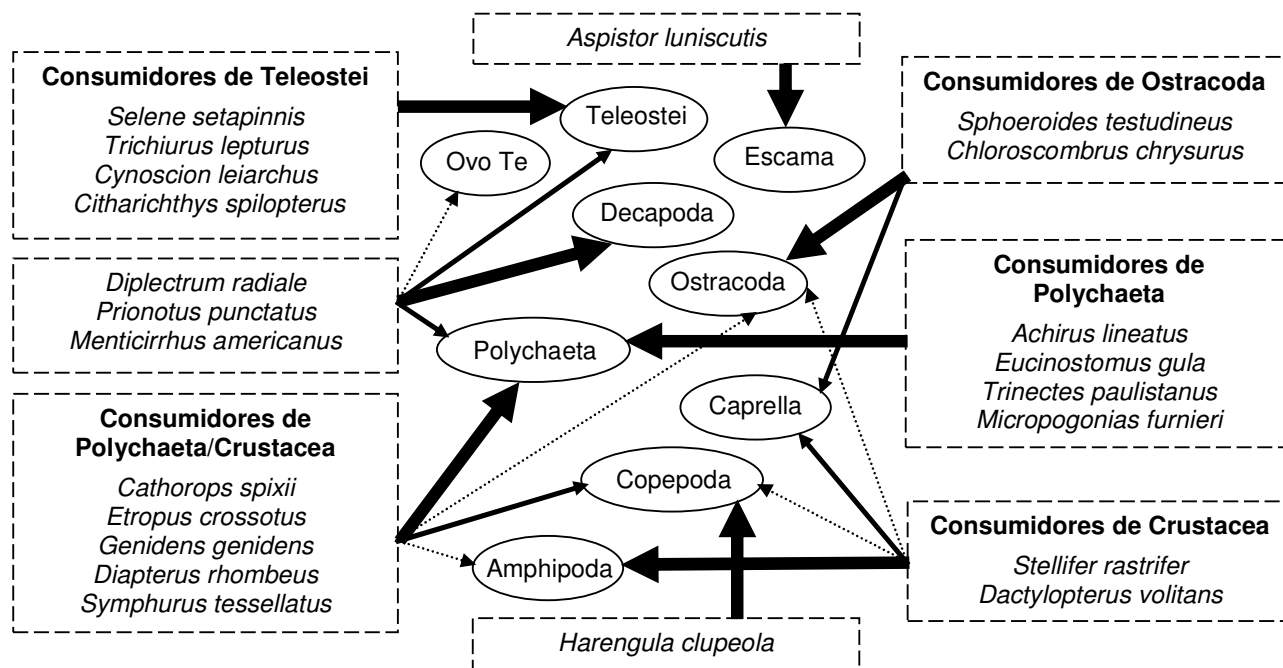 Aspistor luniscutis
Consumidores de Teleostei
Selene setapinnis
Trichiurus lepturus
Cynoscion leiarchus
Citharichthys spilopterus
Diplectrum radiale
Prionotus punctatus
Menticirrhus americanus
Consumidores de
Polychaeta/Crustacea
Cathorops spixii
Etropus crossotus
Genidens genidens
Diapterus rhombeus
Symphurus tessellatus
Teleostei
Ovo Te
Escama
Decapoda
Ostracoda
Polychaeta
Caprella
Copepoda
Amphipoda
Consumidores de Ostracoda
Sphoeroides testudineus
Chloroscombrus chrysurus
Consumidores de
Polychaeta
Achirus lineatus
Eucinostomus gula
Trinectes paulistanus
Micropogonias furnieri
Consumidores de Crustacea
Stellifer rastrifer
Dactylopterus volitans
Harengula clupeola